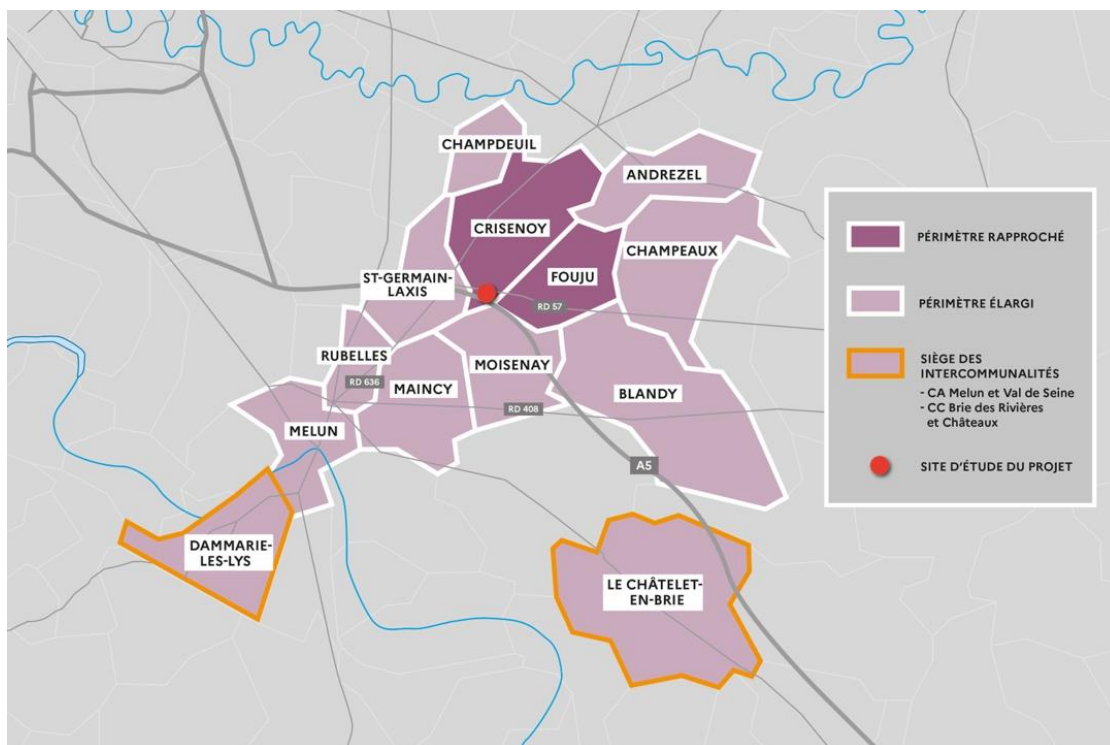 CHAMPDEUIL
ANDREZEL
CRISENOY
CHAMPEAUX
FOUJU
ST-GERMAIN-
LAXIS
RD 57
RUBELLES
MOISENAY
RD 636
MAINCY
BLANDY
RD 408
MELUN
A5
DAMMARIE-
LES-LYS
LE CHÂTELET-
EN-BRIE
PÉRIMÈTRE RAPPROCHÉ
PÉRIMÈTRE ÉLARGI
SIÈGE DES
INTERCOMMUNALITÉS
- CA Melun et Val de Seine
- CC Brie des Rivières
et Châteaux
SITE D'ÉTUDE DU PROJET